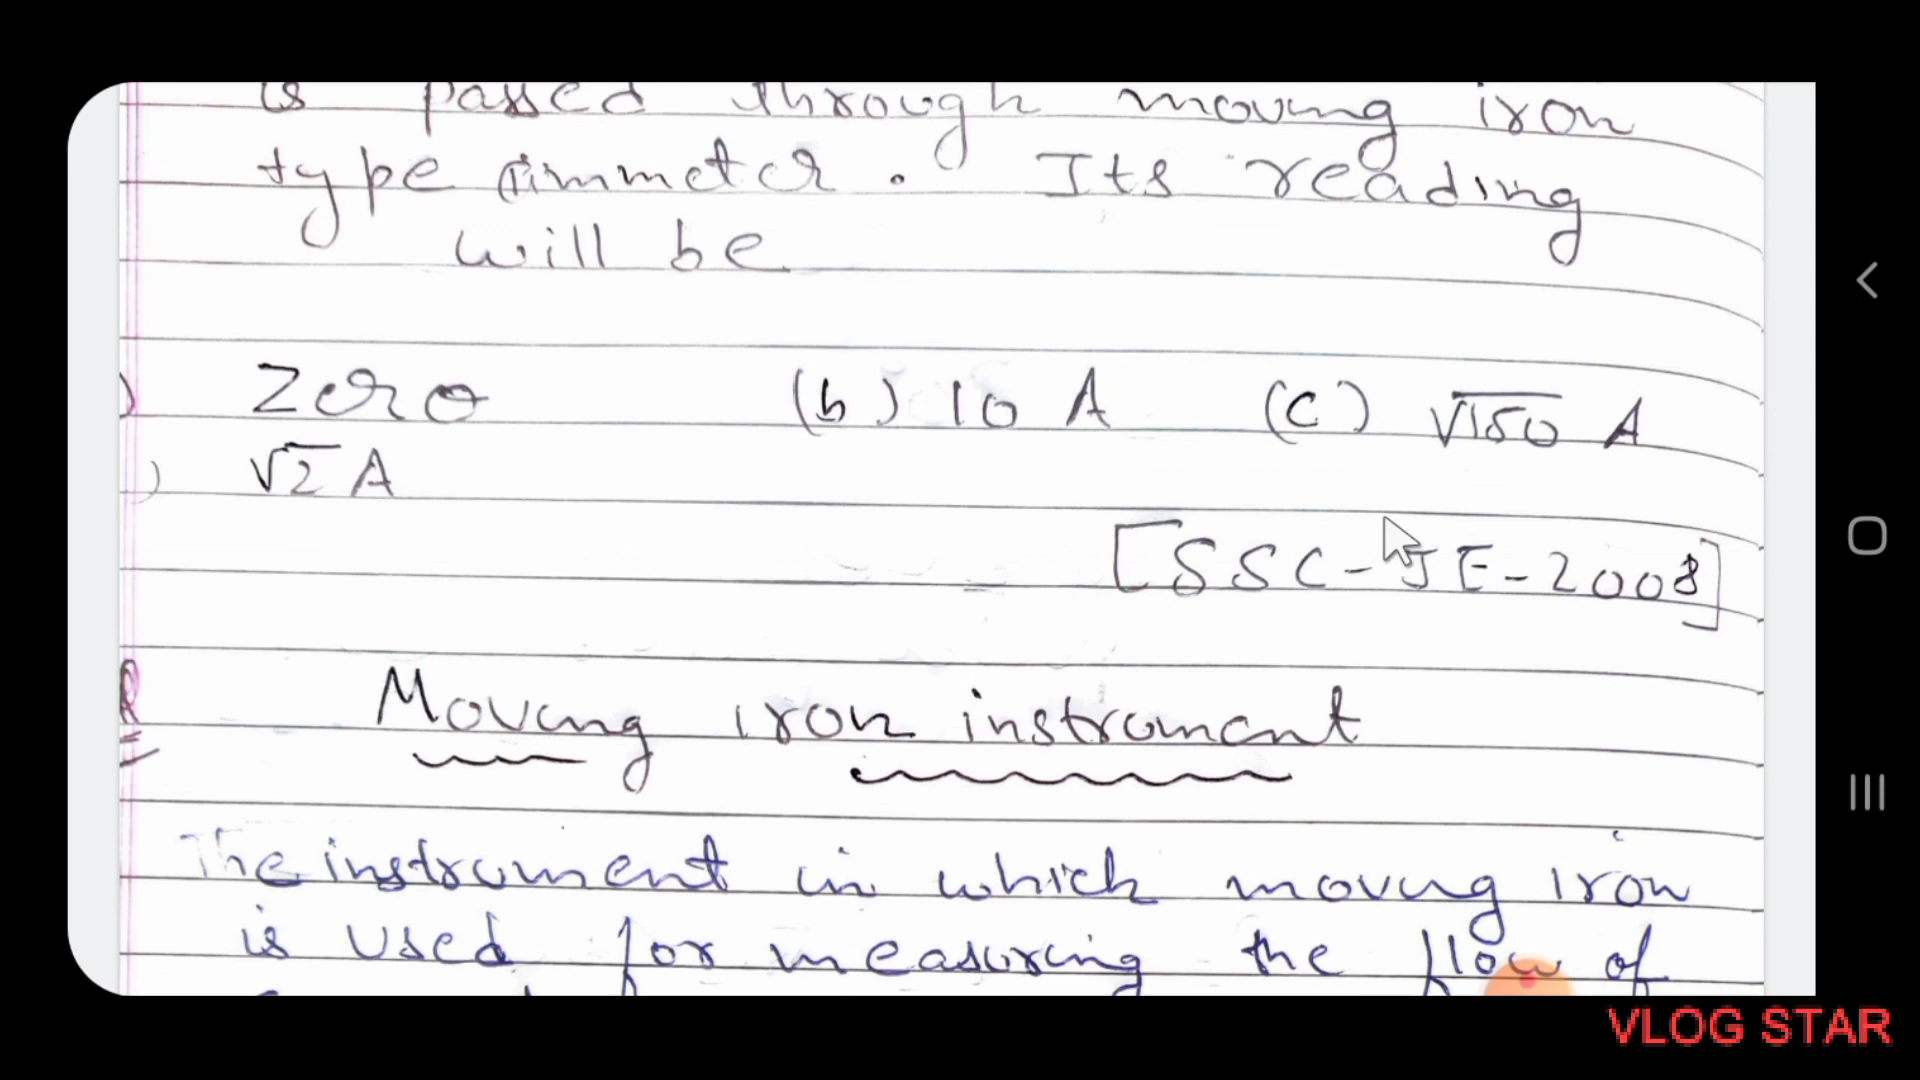 is passed through moving iron
type ammeter. Its reading
will be
) Zero (b) 10 A (c) √150 A
) √2 A
[SSC-JE-2008]
Moving iron instrument
The instrument in which moving iron
is used for measuring the flow of
VLOG STAR